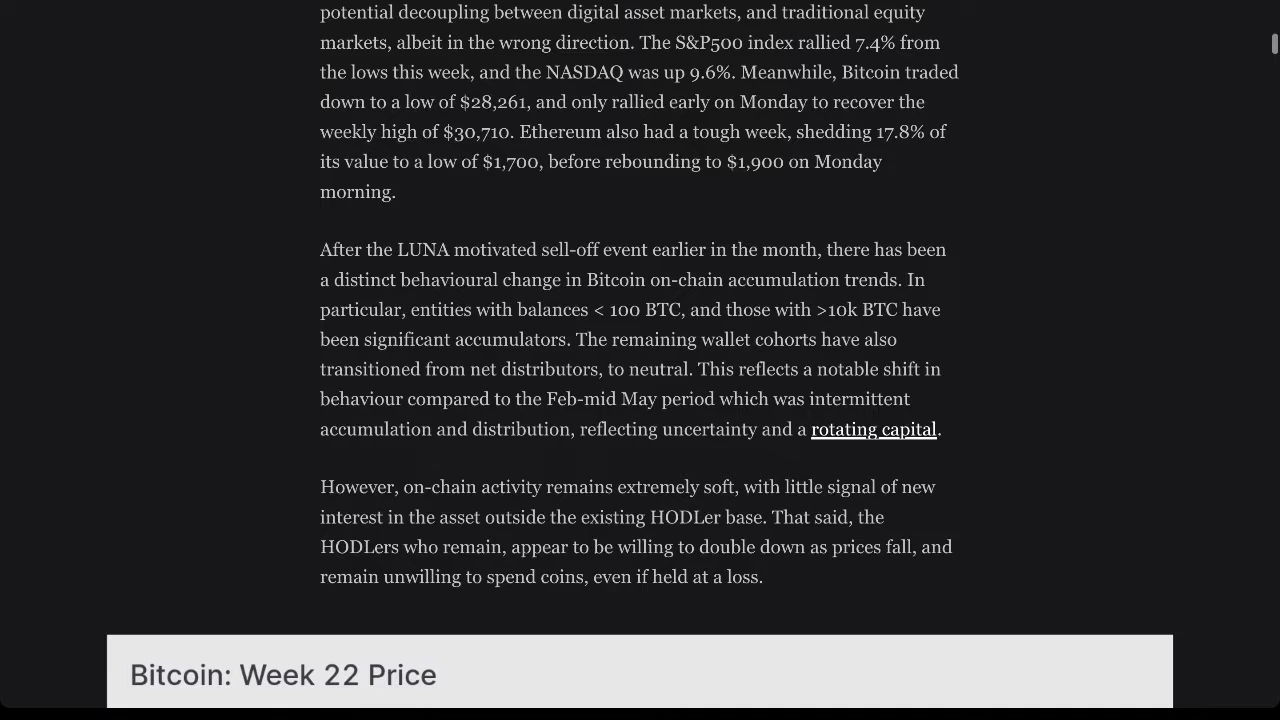 potential decoupling between digital asset markets, and traditional equity
markets, albeit in the wrong direction. The S&P500 index rallied 7.4% from
the lows this week, and the NASDAQ was up 9.6%. Meanwhile, Bitcoin traded
down to a low of $28,261, and only rallied early on Monday to recover the
weekly high of $30,710. Ethereum also had a tough week, shedding 17.8% of
its value to a low of $1,700, before rebounding to $1,900 on Monday
morning.
After the LUNA motivated sell-off event earlier in the month, there has been
a distinct behavioural change in Bitcoin on-chain accumulation trends. In
particular, entities with balances < 100 BTC, and those with >10k BTC have
been significant accumulators. The remaining wallet cohorts have also
transitioned from net distributors, to neutral. This reflects a notable shift in
behaviour compared to the Feb-mid May period which was intermittent
accumulation and distribution, reflecting uncertainty and a rotating capital.
However, on-chain activity remains extremely soft, with little signal of new
interest in the asset outside the existing HODLer base. That said, the
HODLers who remain, appear to be willing to double down as prices fall, and
remain unwilling to spend coins, even if held at a loss.
Bitcoin: Week 22 Price